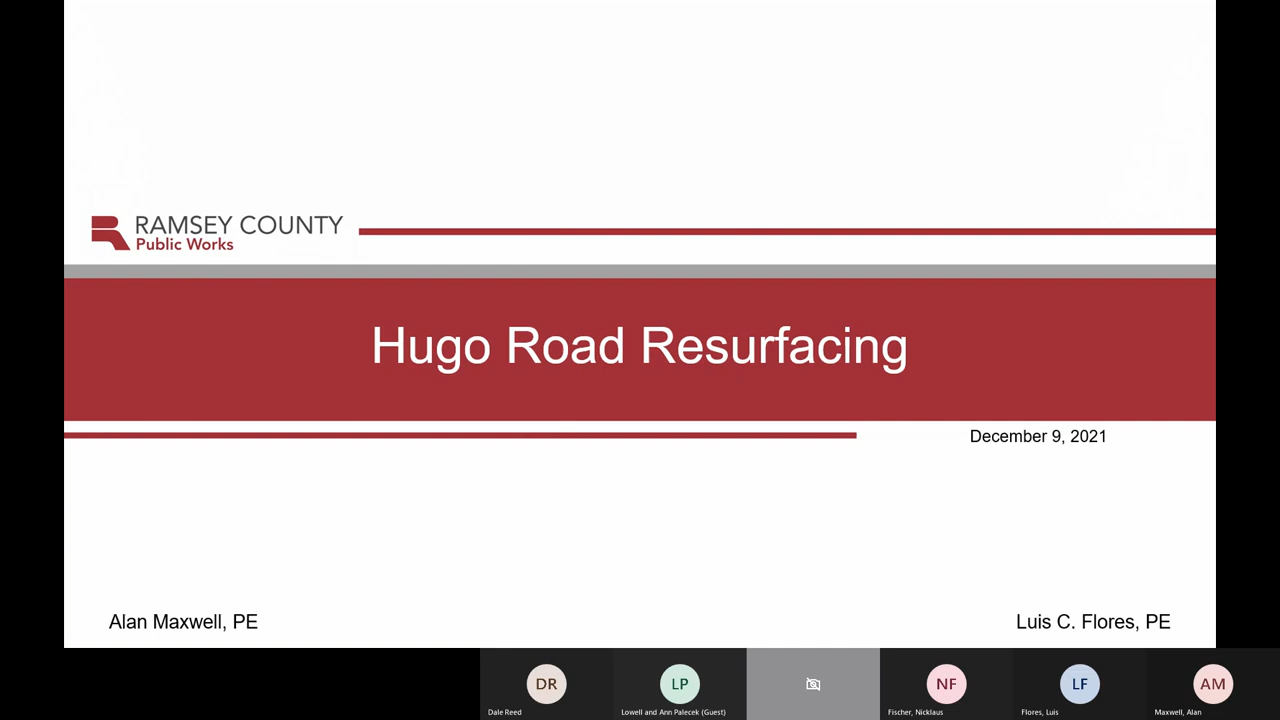 RAMSEY COUNTY
Public Works
Hugo Road Resurfacing
December 9, 2021
Alan Maxwell, PE
Luis C. Flores, PE
DR
LP
NF
LF
AM
Dale Reed
Lowell and Ann Palecek (Guest)
Fischer, Nicklaus
Flores, Luis
Maxwell, Alan